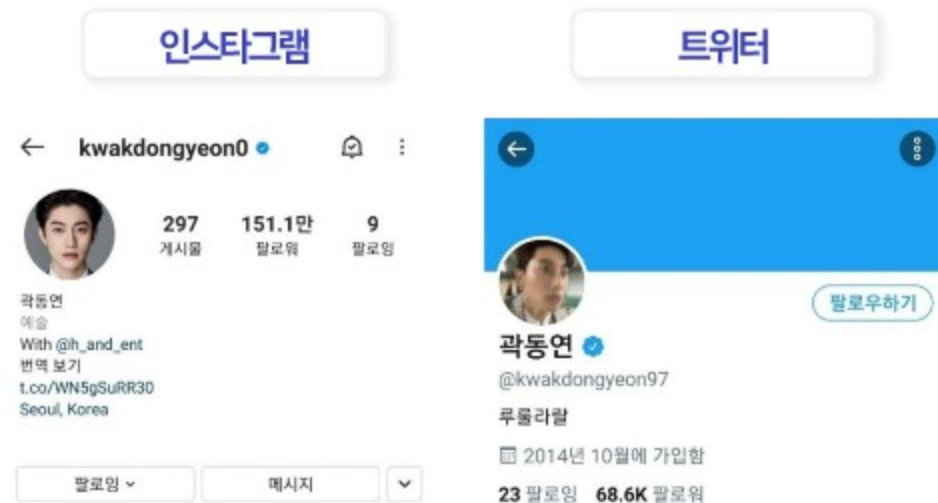 인스타그램
트위터
kwakdongyeon0
297 151.1만 9
게시물 팔로워 팔로잉
곽동연
예술
With @h_and_ent
번역 보기
t.co/WN5gSuRR30
Seoul, Korea
팔로잉 메시지
팔로우하기
곽동연
@kwakdongyeon97
루룰라랄
2014년 10월에 가입함
23 팔로잉 68.6K 팔로워